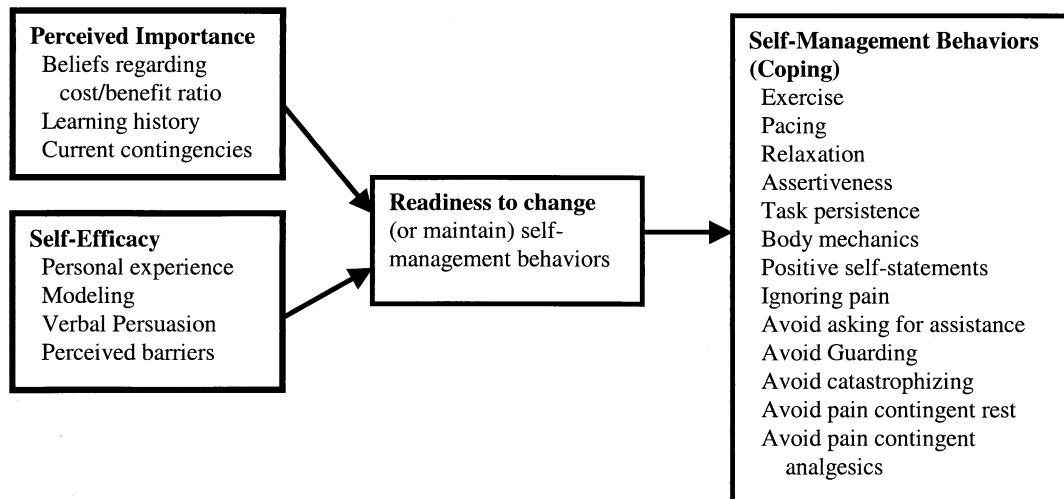 Perceived Importance
Beliefs regarding
cost/benefit ratio
Learning history
Current contingencies
Self-Efficacy
Personal experience
Modeling
Verbal Persuasion
Perceived barriers
Readiness to change
(or maintain) self-
management behaviors
Self-Management Behaviors
(Coping)
Exercise
Pacing
Relaxation
Assertiveness
Task persistence
Body mechanics
Positive self-statements
Ignoring pain
Avoid asking for assistance
Avoid Guarding
Avoid catastrophizing
Avoid pain contingent rest
Avoid pain contingent
analgesics